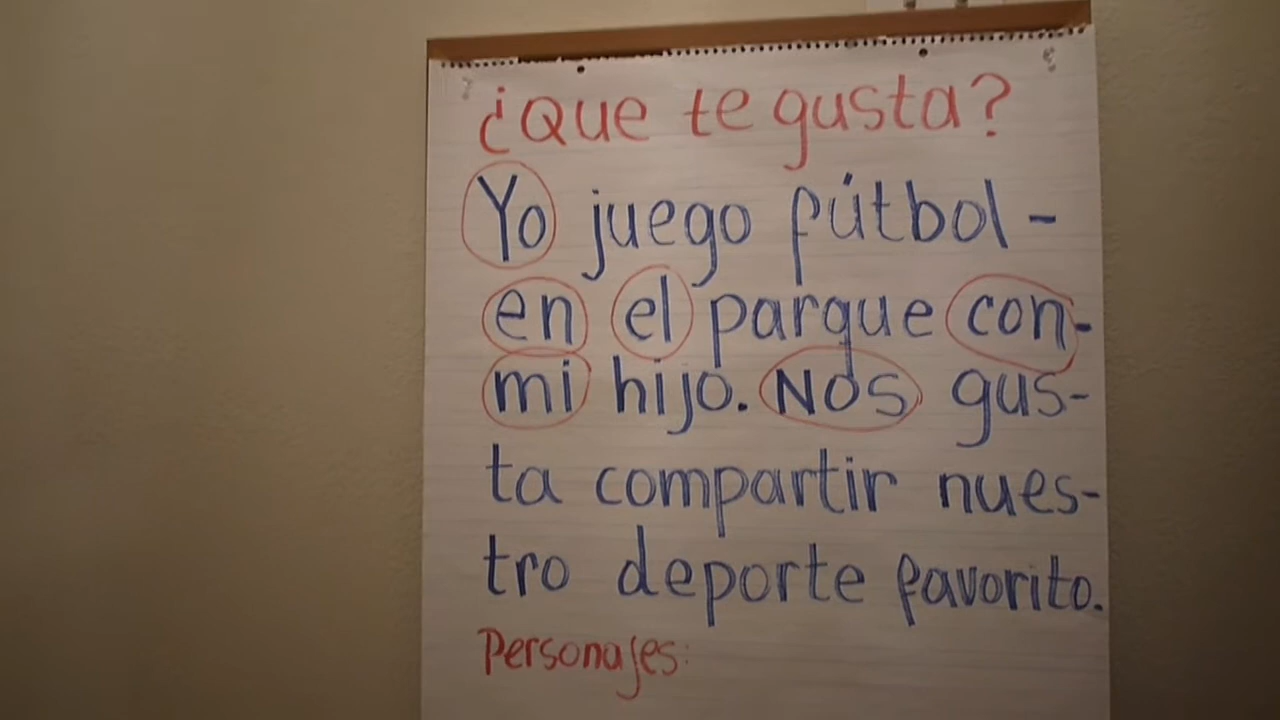 ¿Que te gusta?
Yo juego fútbol -
en el parque con-
mi hijo. Nos gus-
ta compartir nues-
tro deporte favorito.
Personajes: